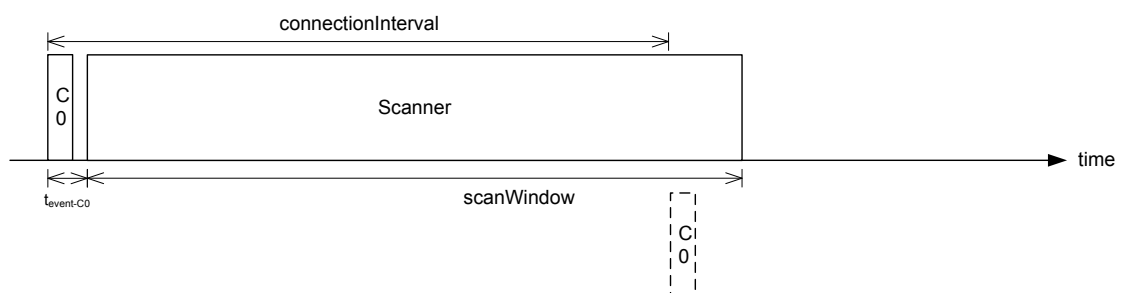 connectionInterval
C
0
Scanner
time
t_event-C0
scanWindow
C
0